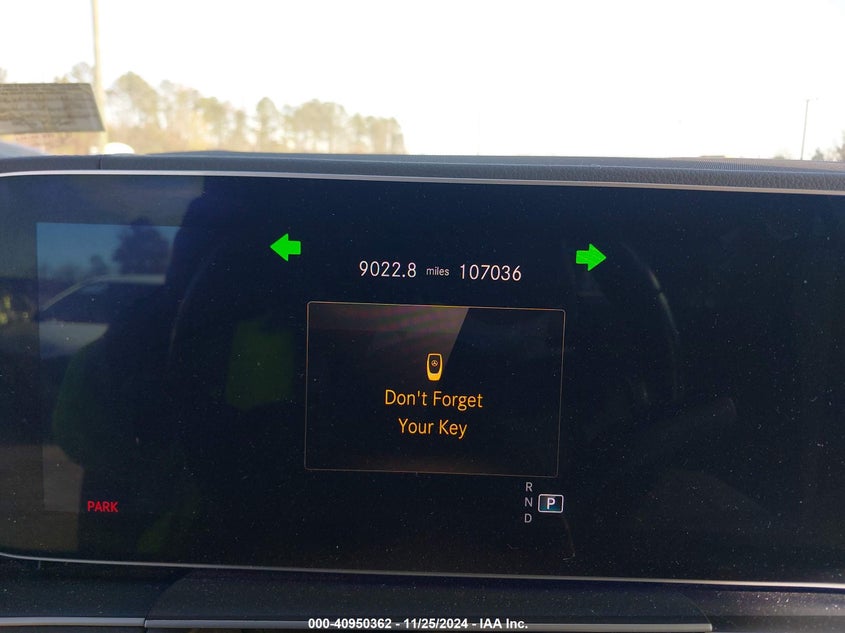 9022.8 miles 107036
Don't Forget
Your Key
R
N P
D
PARK
000-40950362 - 11/25/2024 - IAA Inc.